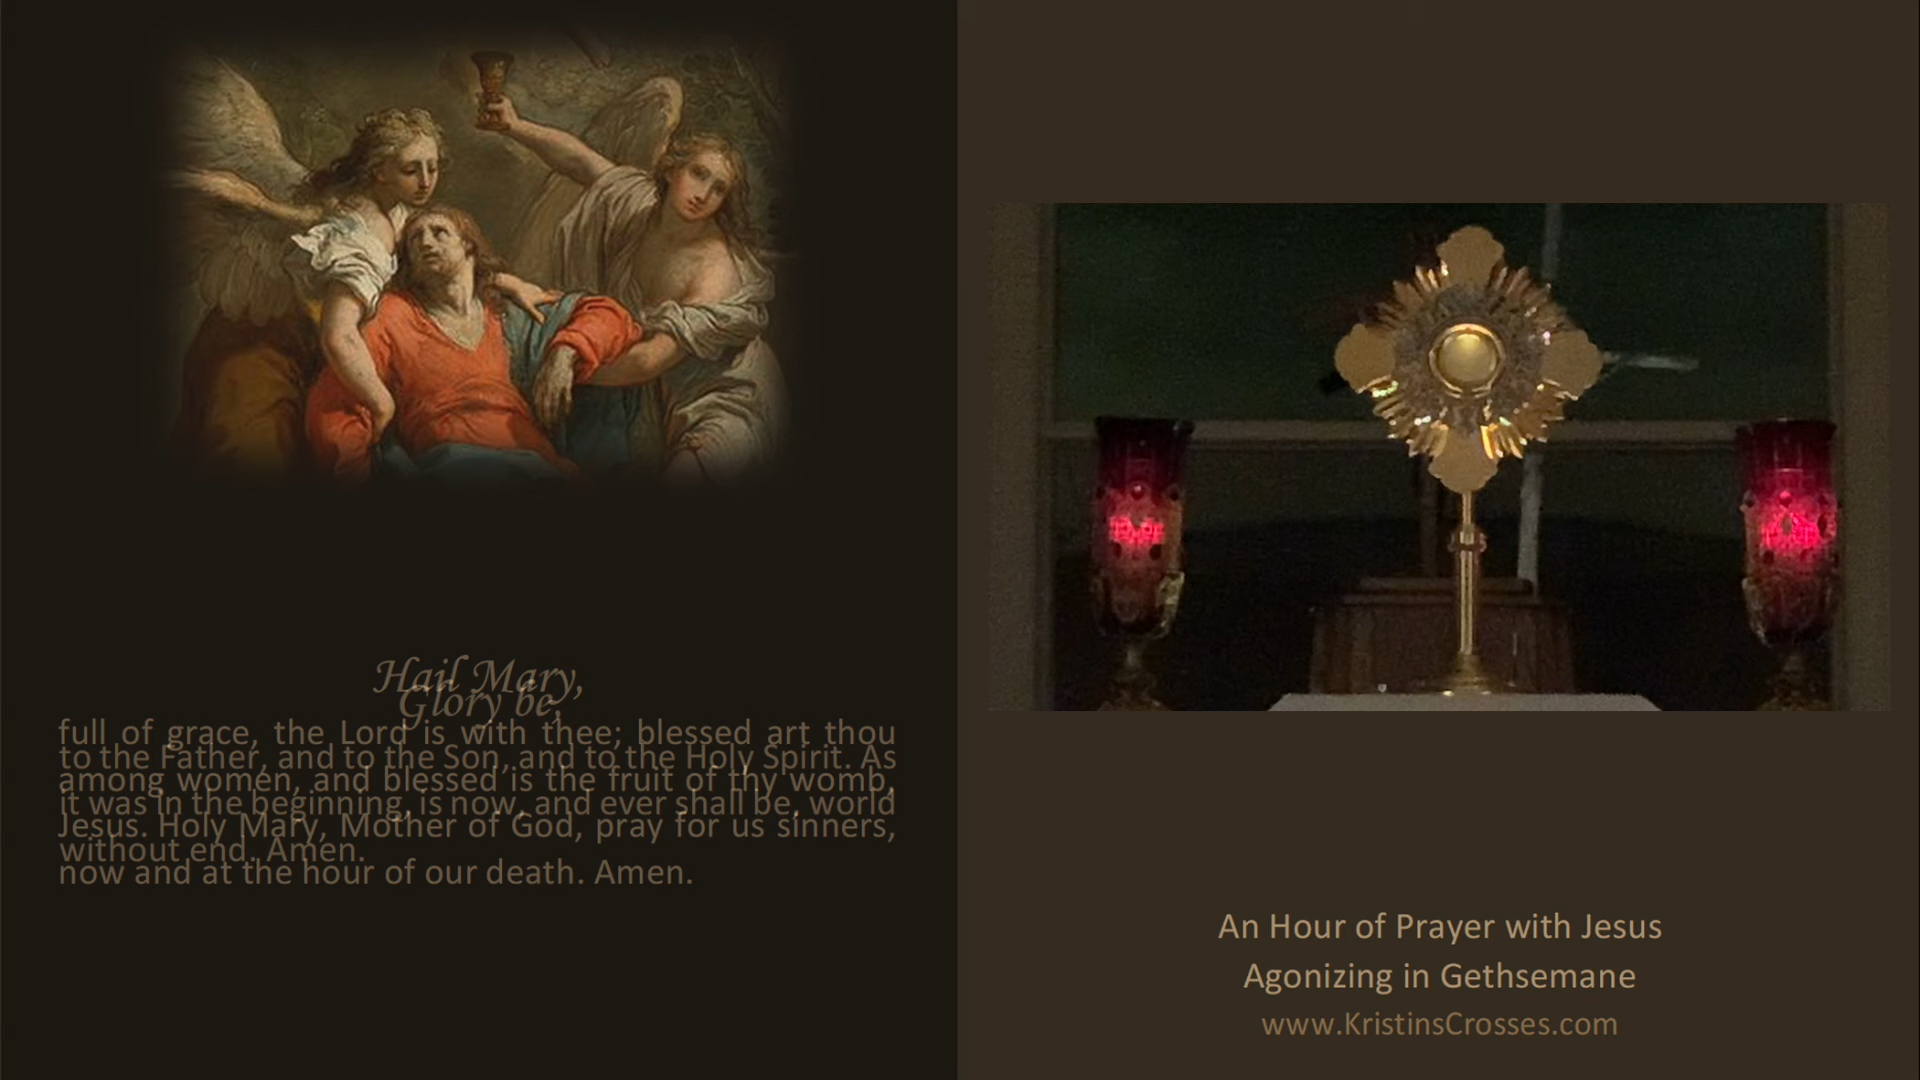 Hail Mary,
full of grace, the Lord is with thee; blessed art thou
among women, and blessed is the fruit of thy womb,
Jesus. Holy Mary, Mother of God, pray for us sinners,
now and at the hour of our death. Amen.
Glory be,
to the Father, and to the Son, and to the Holy Spirit. As
it was in the beginning, is now, and ever shall be, world
without end. Amen.
An Hour of Prayer with Jesus
Agonizing in Gethsemane
www.KristinsCrosses.com